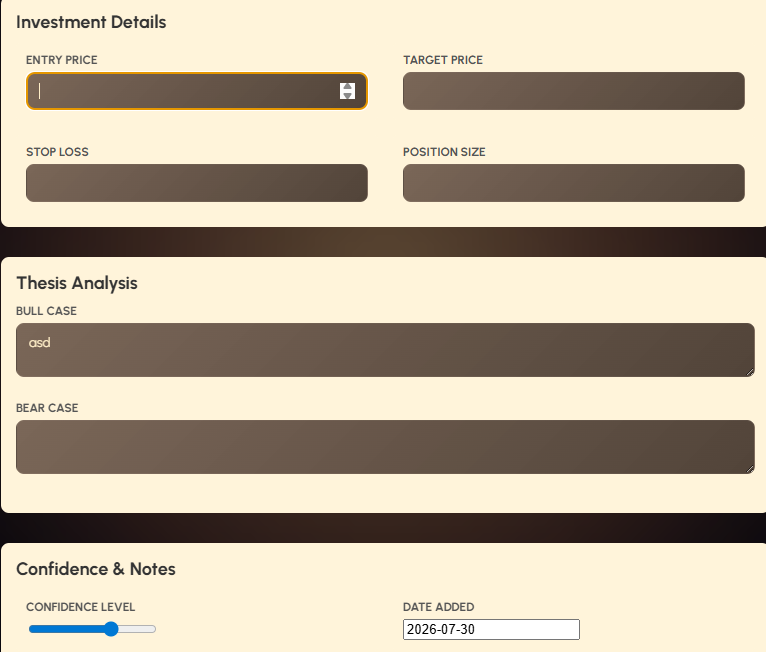 Investment Details
ENTRY PRICE TARGET PRICE
STOP LOSS POSITION SIZE
Thesis Analysis
BULL CASE
asd
BEAR CASE
Confidence & Notes
CONFIDENCE LEVEL DATE ADDED
2026-07-30